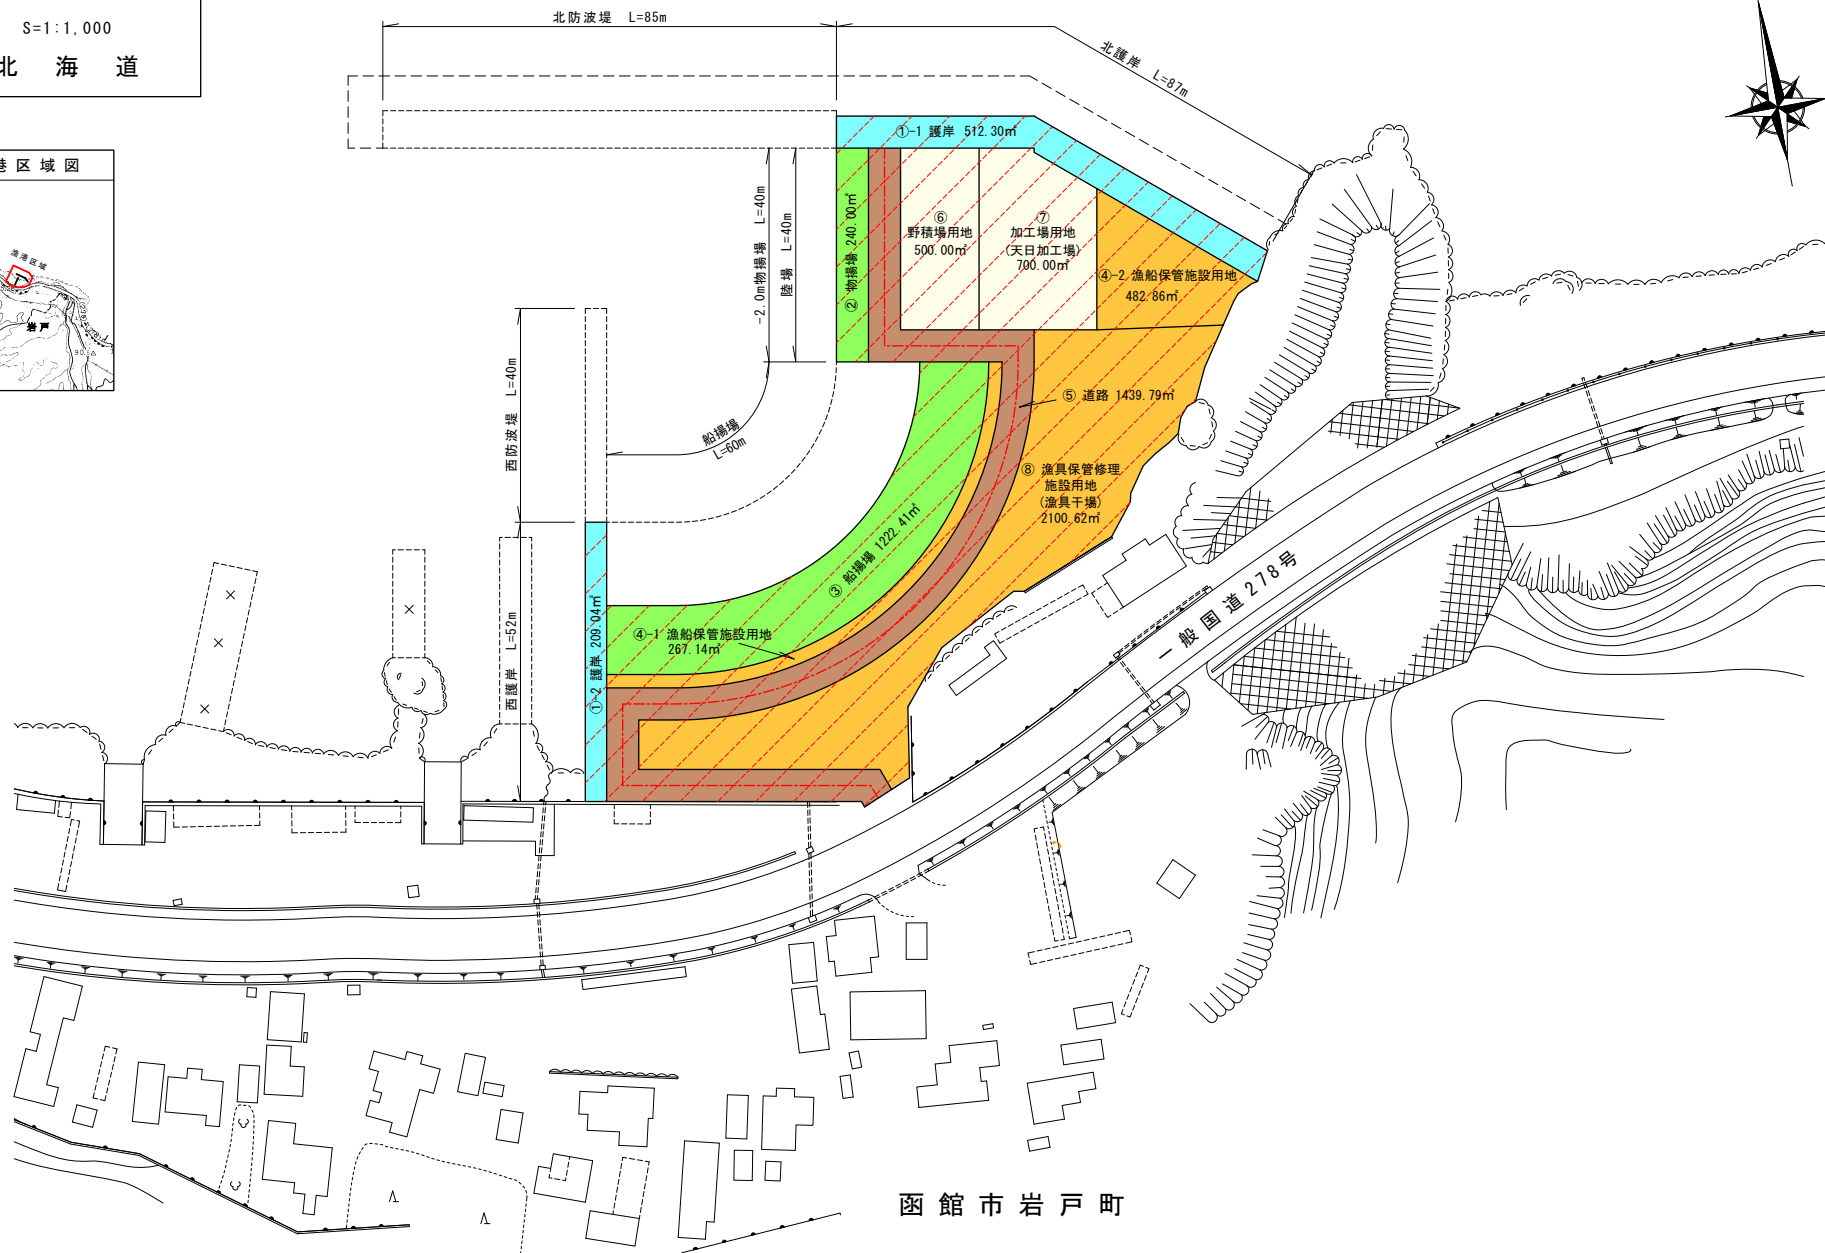 S=1:1,000
北海道
港区域図
漁港区域
岩戸
90.5
北防波堤 L=85m
北護岸 L=87m
①-1 護岸 512.30㎡
-2.0m物揚場 L=40m
陸場 L=40m
② 物揚場 240.00㎡
⑥
野積場用地
500.00㎡
⑦
加工場用地
(天日加工場)
700.00㎡
④-2 漁船保管施設用地
482.86㎡
西防波堤 L=40m
船揚場
L=60m
⑤ 道路 1439.79㎡
⑧ 漁具保管修理
施設用地
(漁具干場)
2100.62㎡
③ 船揚場 1222.41㎡
西護岸 L=52m
①-2 護岸 209.04㎡
④-1 漁船保管施設用地
267.14㎡
一般国道278号
函館市岩戸町